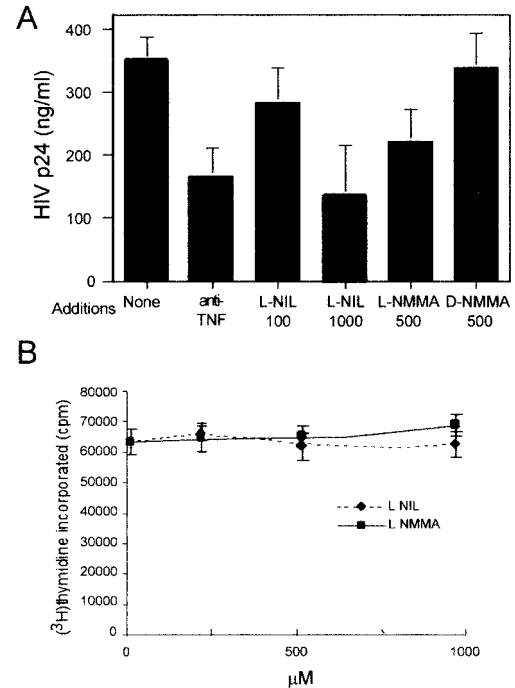 A
HIV p24 (ng/ml)
400
300
200
100
0
Additions
None
anti-
TNF
L-NIL
100
L-NIL
1000
L-NMMA
500
D-NMMA
500
B
(³H)thymidine incorporated (cpm)
80000
70000
60000
50000
40000
30000
20000
10000
0
L NIL
L NMMA
0
500
1000
μM